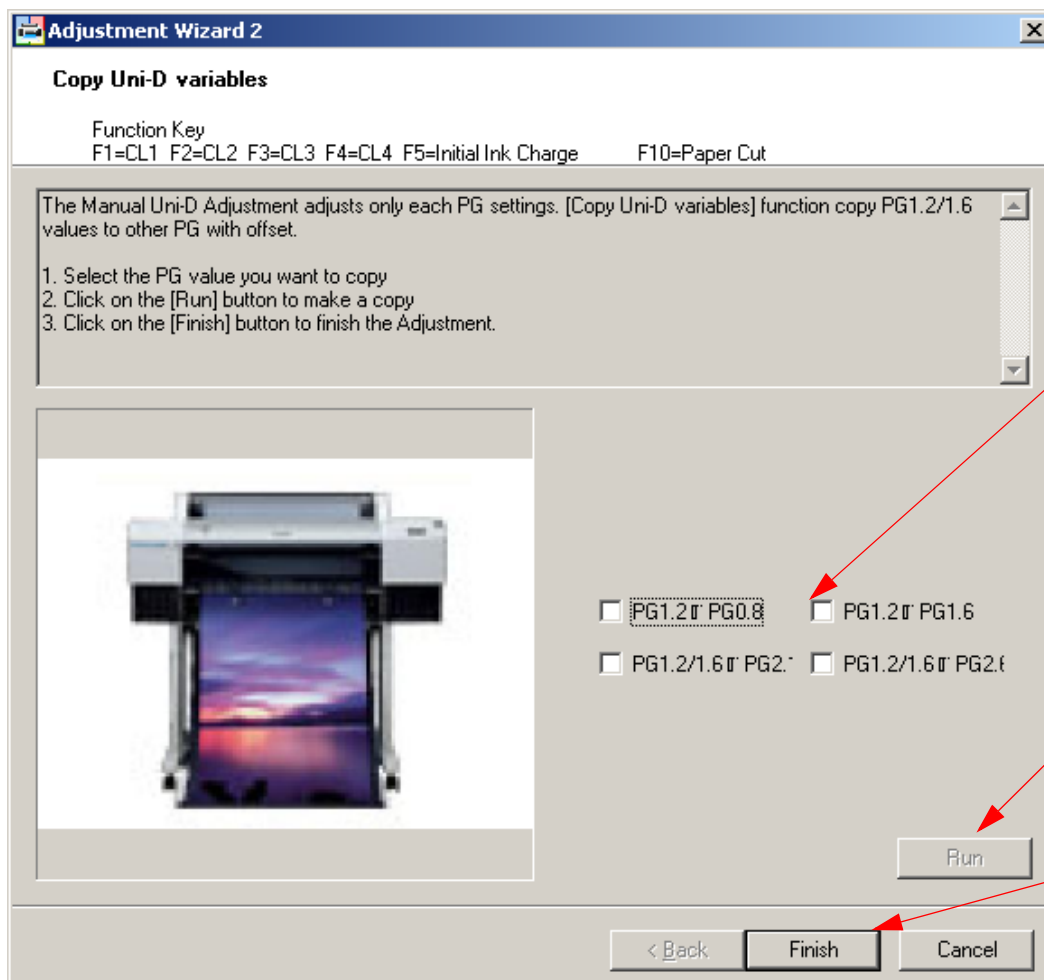 Adjustment Wizard 2
Copy Uni-D variables
Function Key
F1=CL1 F2=CL2 F3=CL3 F4=CL4 F5=Initial Ink Charge F10=Paper Cut
The Manual Uni-D Adjustment adjusts only each PG settings. [Copy Uni-D variables] function copy PG1.2/1.6
values to other PG with offset.
1. Select the PG value you want to copy
2. Click on the [Run] button to make a copy
3. Click on the [Finish] button to finish the Adjustment.
PG1.2 PG0.8 PG1.2 PG1.6
PG1.2/1.6 PG2. PG1.2/1.6 PG2.6
Run
< Back Finish Cancel